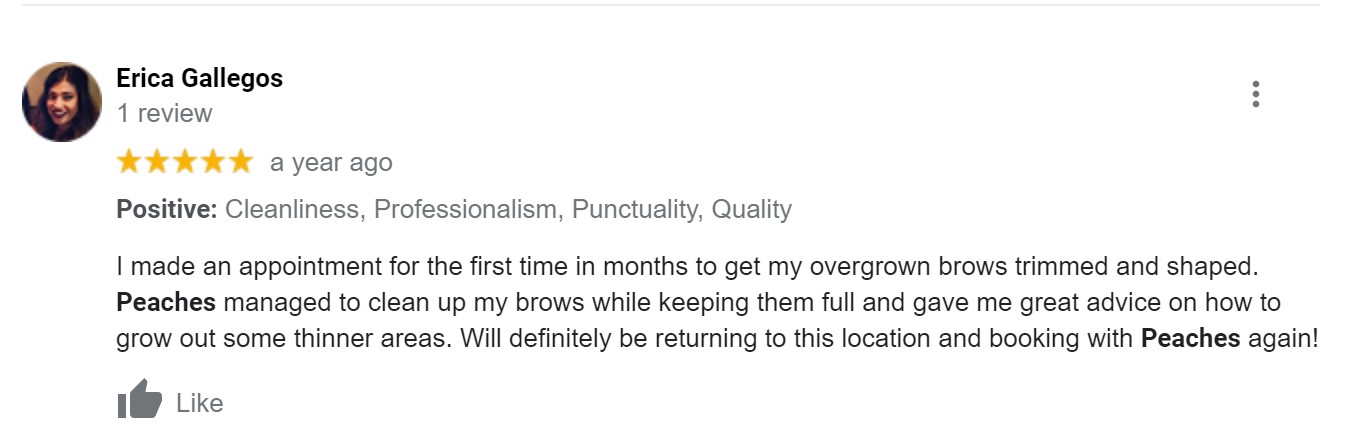 Erica Gallegos
1 review
a year ago
Positive: Cleanliness, Professionalism, Punctuality, Quality
I made an appointment for the first time in months to get my overgrown brows trimmed and shaped.
Peaches managed to clean up my brows while keeping them full and gave me great advice on how to
grow out some thinner areas. Will definitely be returning to this location and booking with Peaches again!
Like